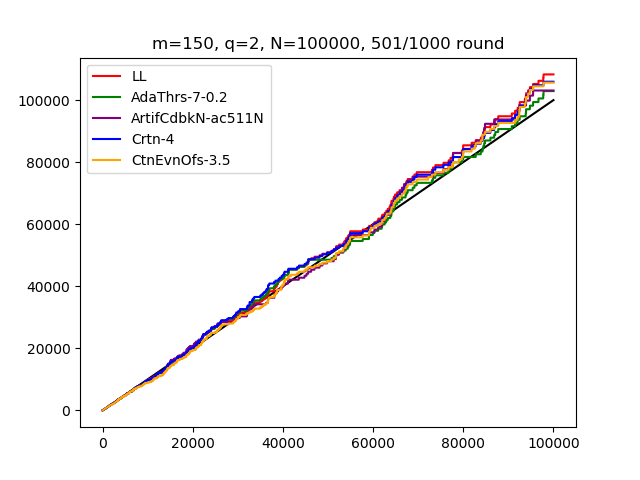 m=150, q=2, N=100000, 501/1000 round
LL
AdaThrs-7-0.2
ArtifCdbkN-ac511N
Crtn-4
CtnEvnOfs-3.5
100000
80000
60000
40000
20000
0
0 20000 40000 60000 80000 100000